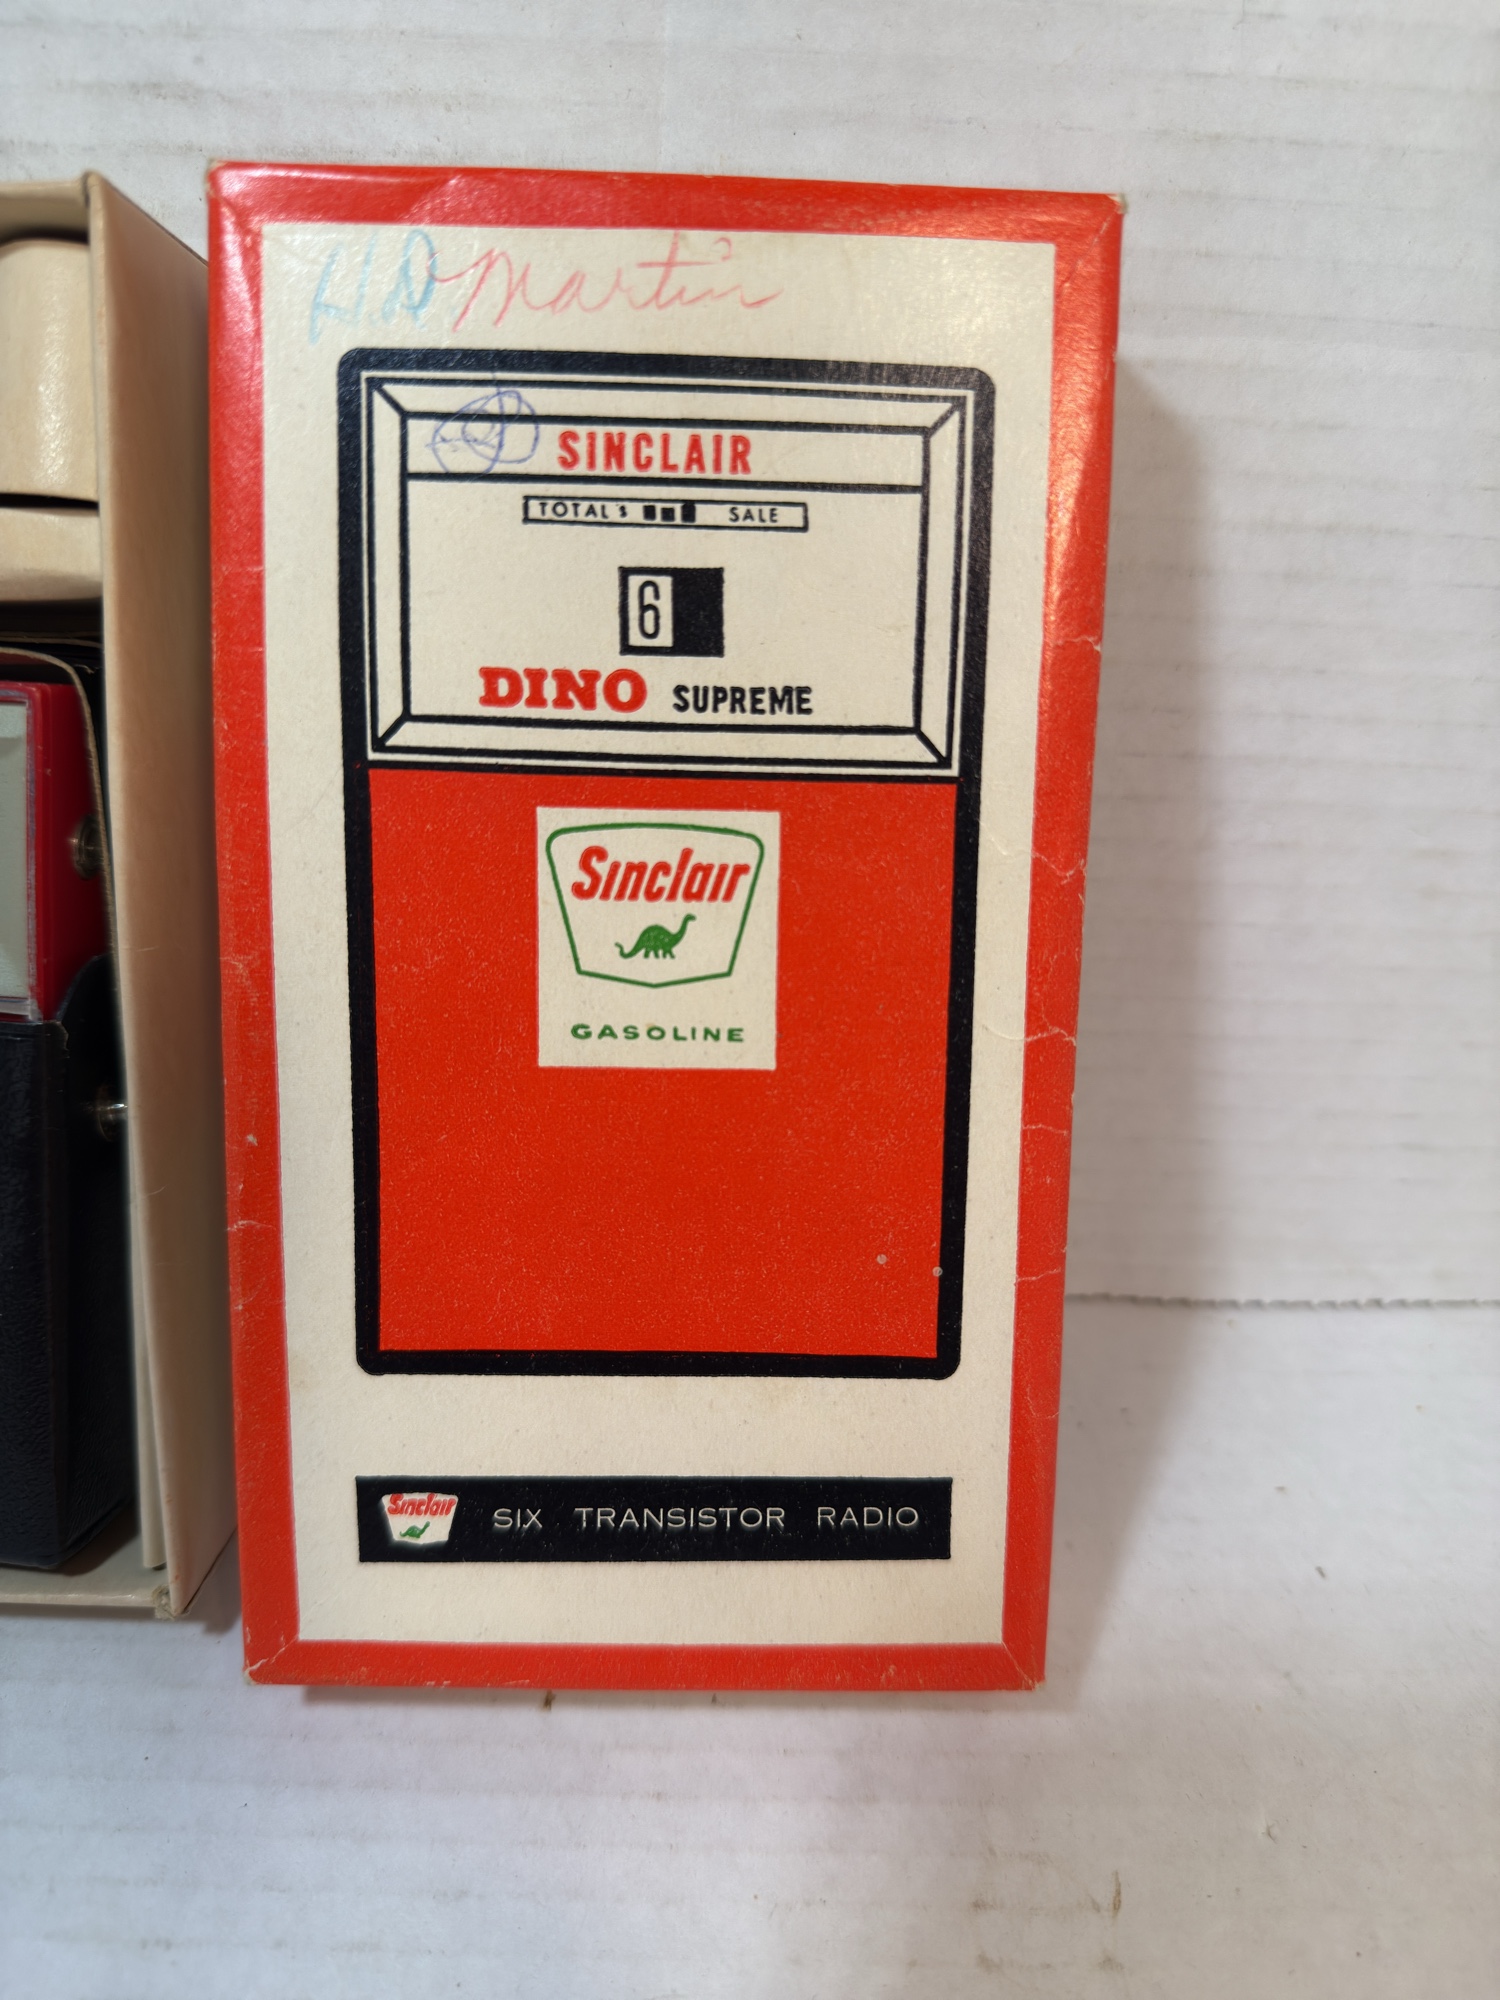 H D Martin
SINCLAIR
TOTAL $ SALE
6
DINO SUPREME
Sinclair
GASOLINE
Sinclair SIX TRANSISTOR RADIO